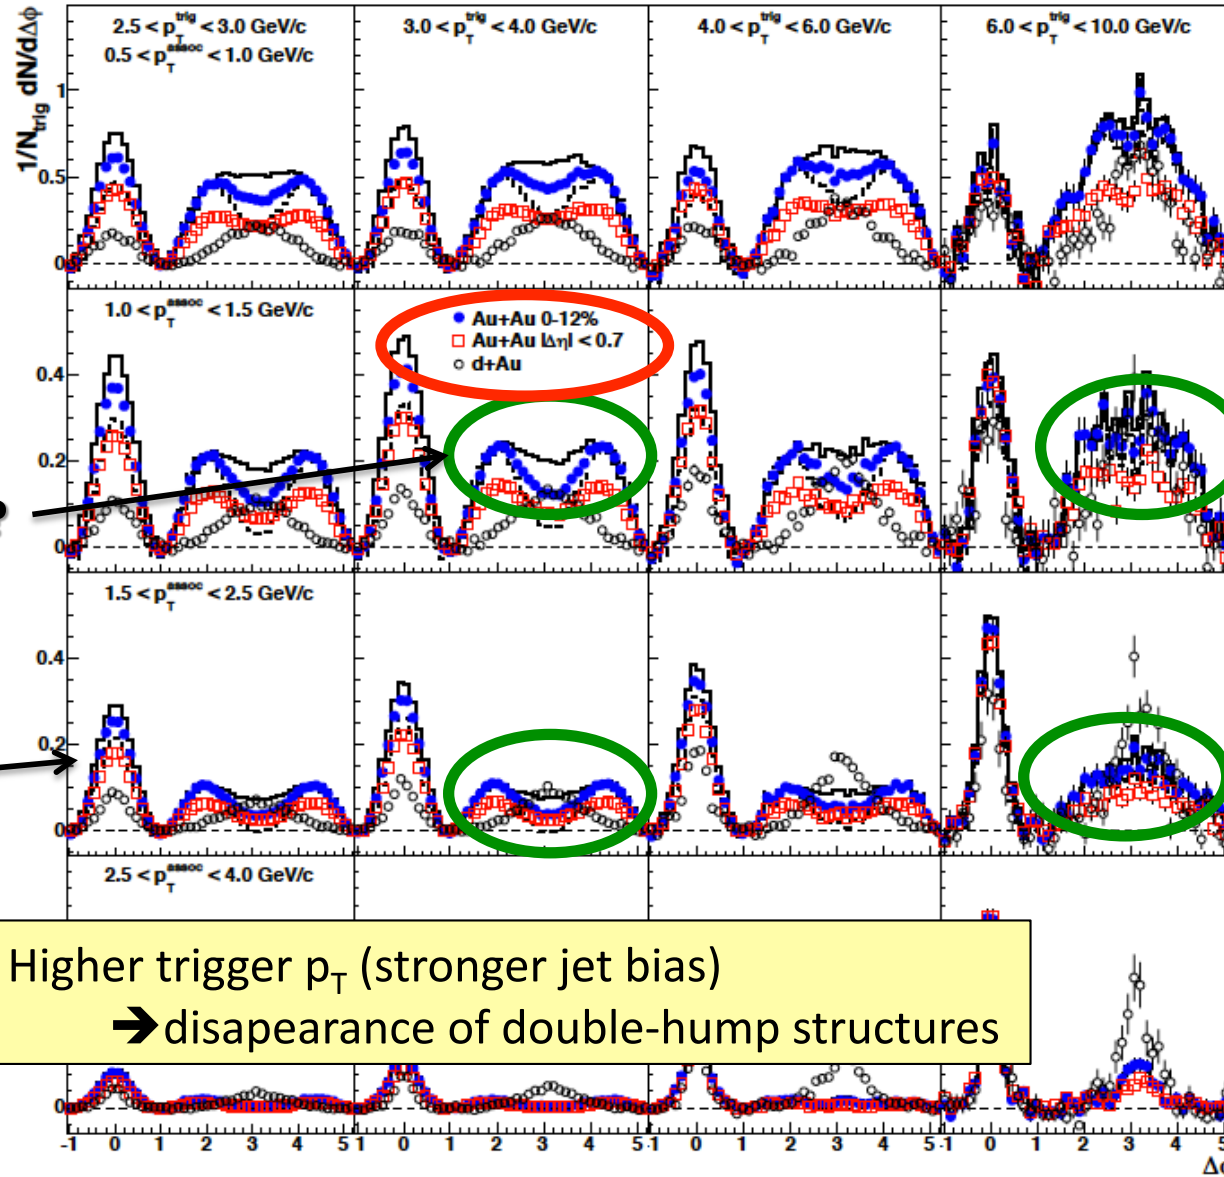 1/N_trig dN/dΔϕ
2.5 < p_T^trig < 3.0 GeV/c
0.5 < p_T^assoc < 1.0 GeV/c
3.0 < p_T^trig < 4.0 GeV/c
4.0 < p_T^trig < 6.0 GeV/c
6.0 < p_T^trig < 10.0 GeV/c
1
0.5
0
1.0 < p_T^assoc < 1.5 GeV/c
Au+Au 0-12%
Au+Au |Δη| < 0.7
d+Au
0.4
0.2
0
1.5 < p_T^assoc < 2.5 GeV/c
0.4
0.2
0
2.5 < p_T^assoc < 4.0 GeV/c
Higher trigger p_T (stronger jet bias)
➔disapearance of double-hump structures
0
-1 0 1 2 3 4 5 -1 0 1 2 3 4 5 -1 0 1 2 3 4 5 -1 0 1 2 3 4 5